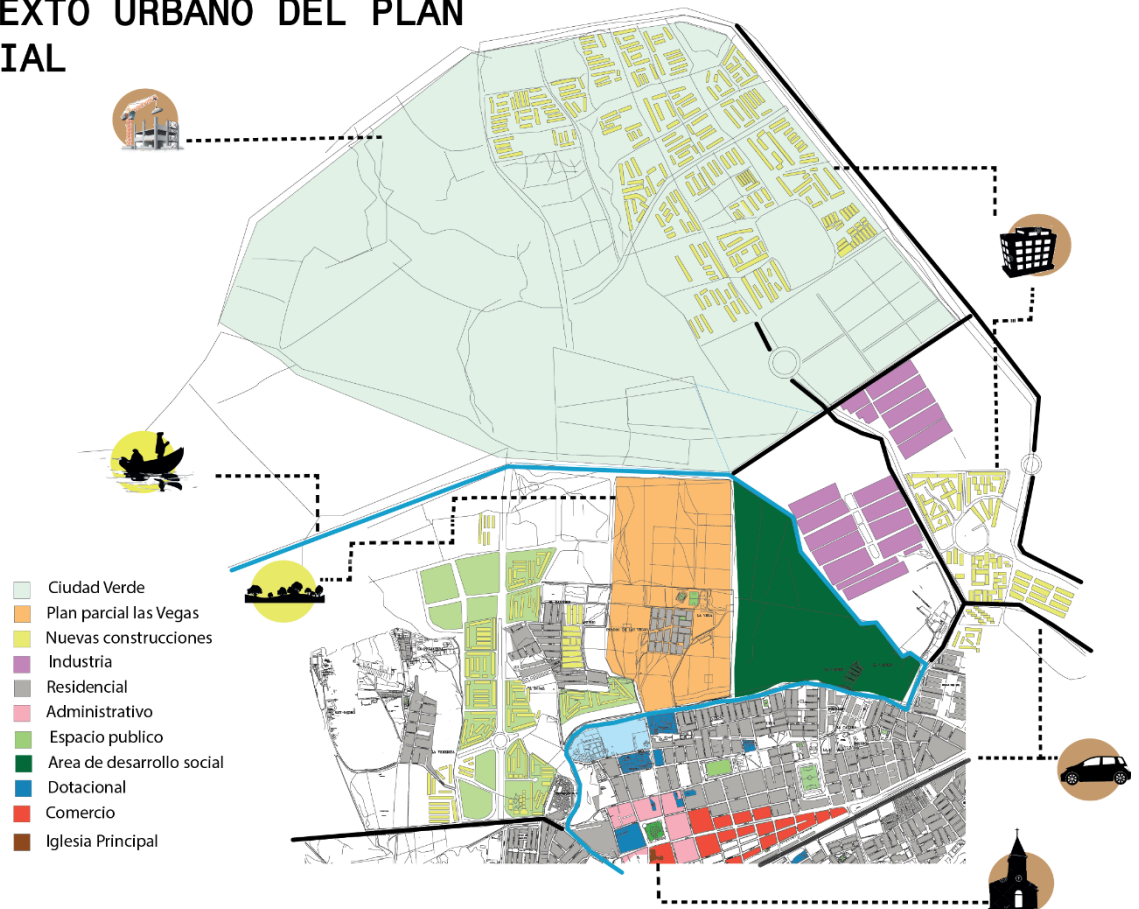 EXTO URBANO DEL PLAN
IAL
Ciudad Verde
Plan parcial las Vegas
Nuevas construcciones
Industria
Residencial
Administrativo
Espacio publico
Area de desarrollo social
Dotacional
Comercio
Iglesia Principal